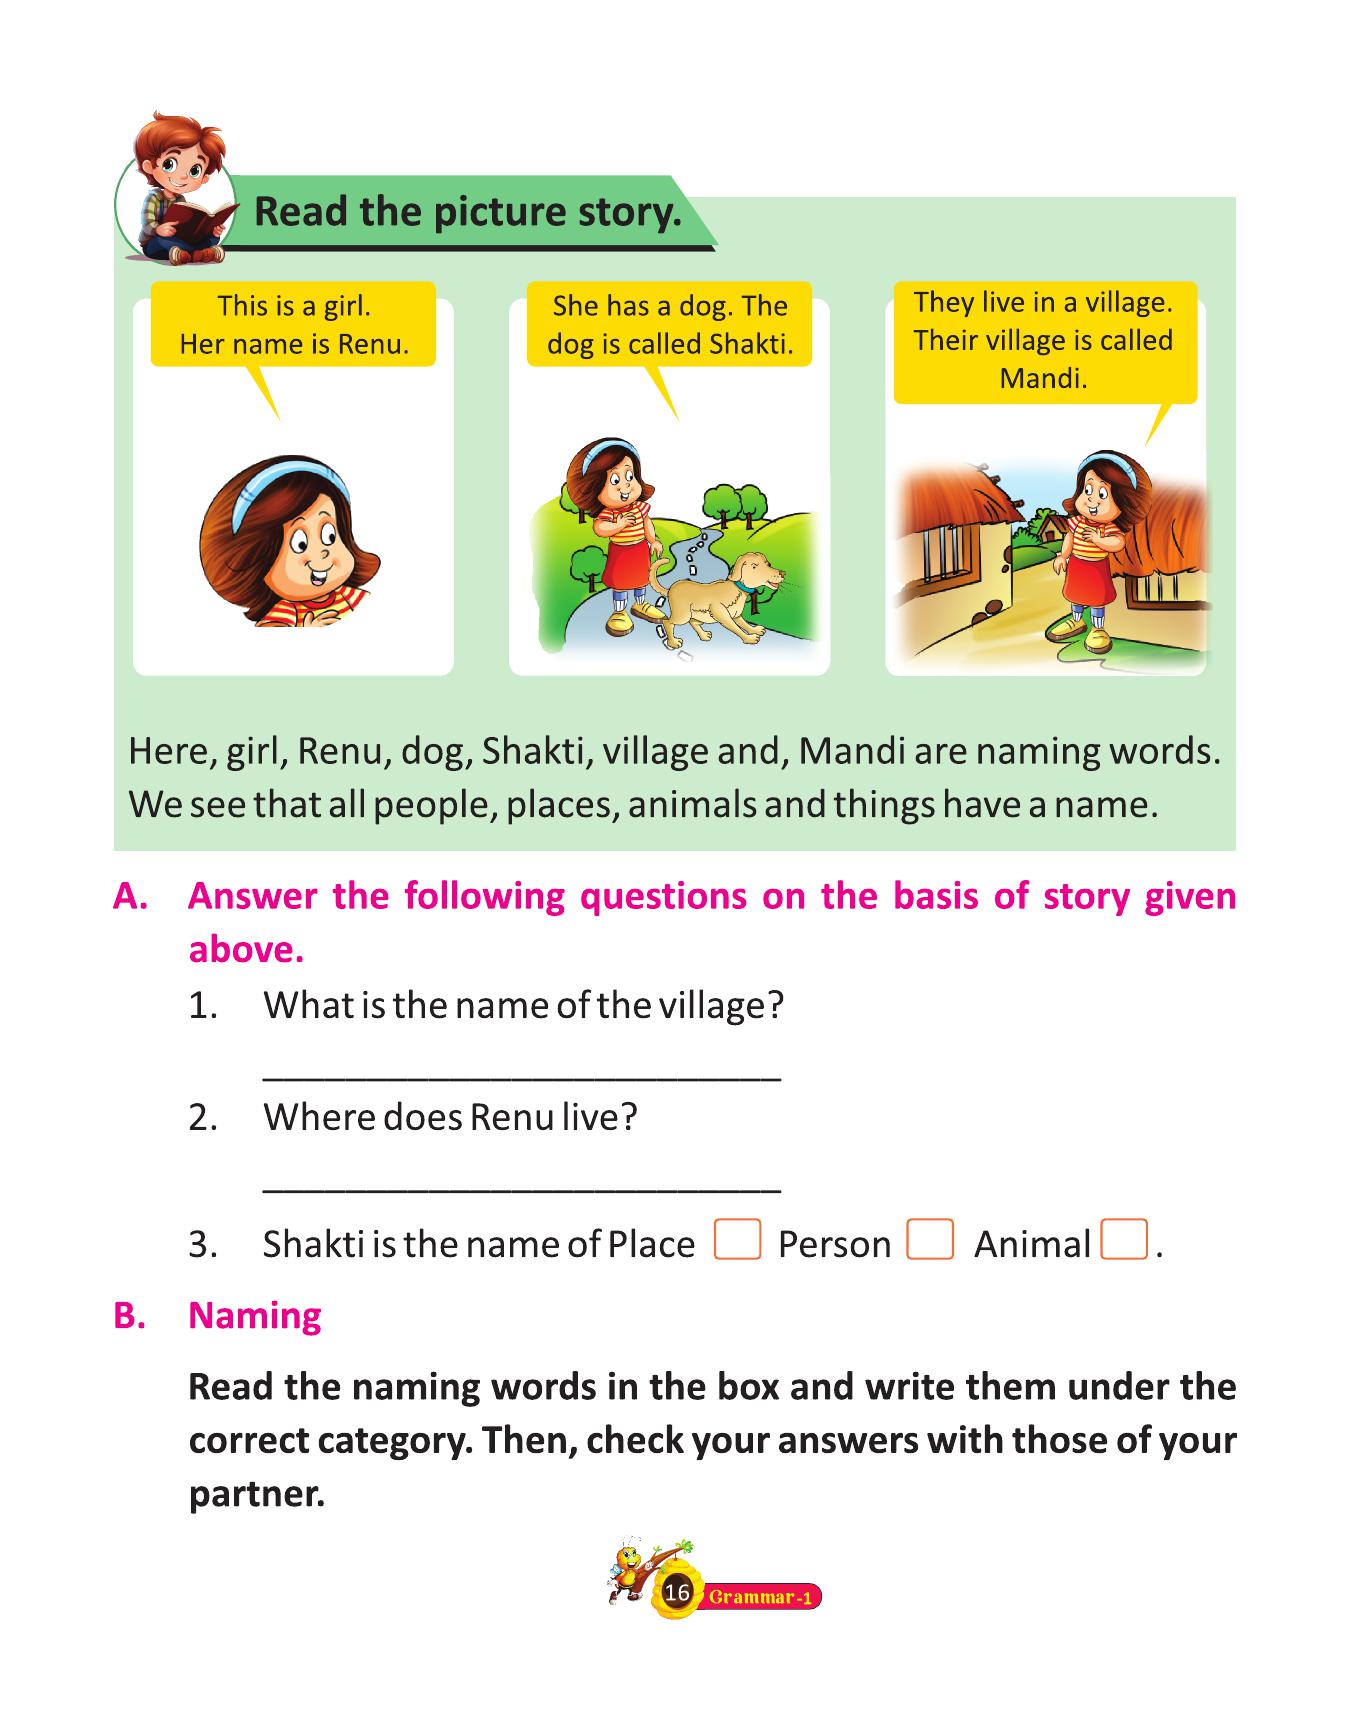 Read the picture story.
This is a girl.
Her name is Renu.
She has a dog. The
dog is called Shakti.
They live in a village.
Their village is called
Mandi.
Here, girl, Renu, dog, Shakti, village and, Mandi are naming words.
We see that all people, places, animals and things have a name.
A. Answer the following questions on the basis of story given
above.
1. What is the name of the village?
_________________________
2. Where does Renu live?
_________________________
3. Shakti is the name of Place Person Animal .
B. Naming
Read the naming words in the box and write them under the
correct category. Then, check your answers with those of your
partner.
16 Grammar-1